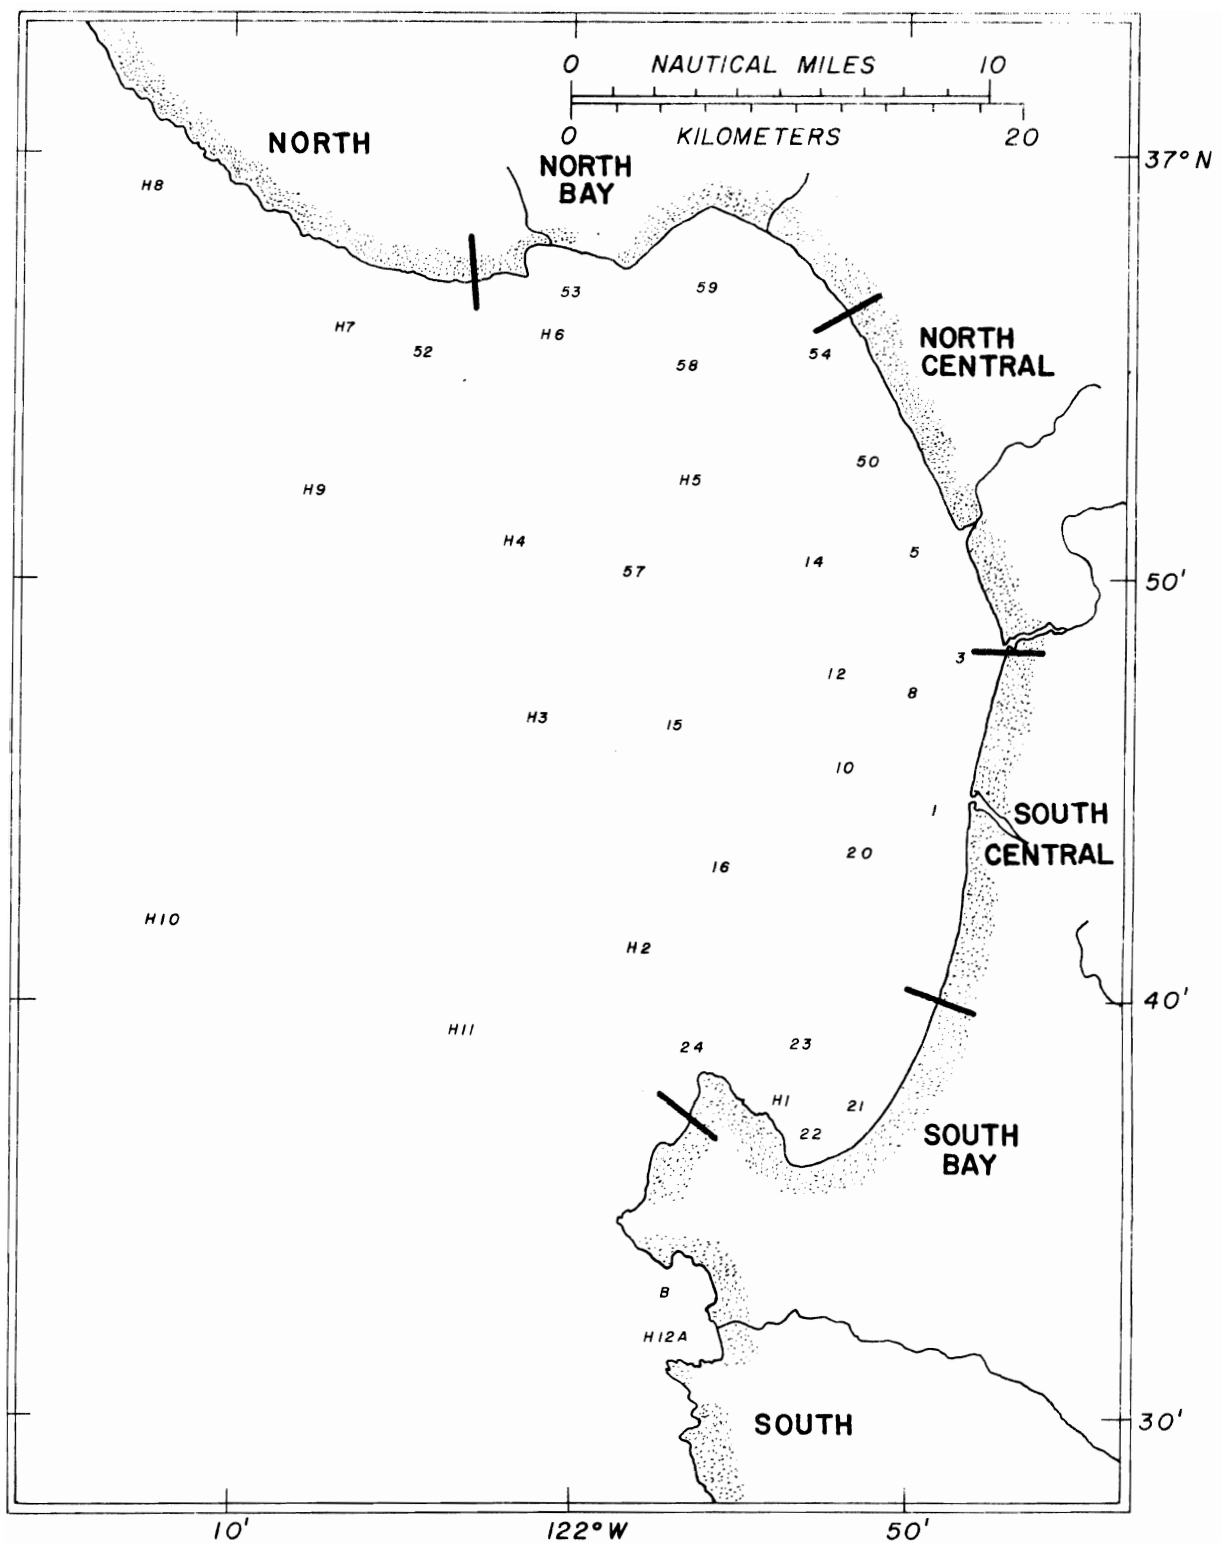 0 NAUTICAL MILES 10
0 KILOMETERS 20
NORTH
NORTH
BAY
37° N
H8
53
59
H7
H6
52
58
54
NORTH
CENTRAL
50
H5
H9
H4
5
14
57
50'
3
12
8
H3
15
10
1
SOUTH
CENTRAL
20
16
H10
H2
40'
H11
24
23
H1
21
22
SOUTH
BAY
B
H12A
SOUTH
30'
10' 122° W 50'